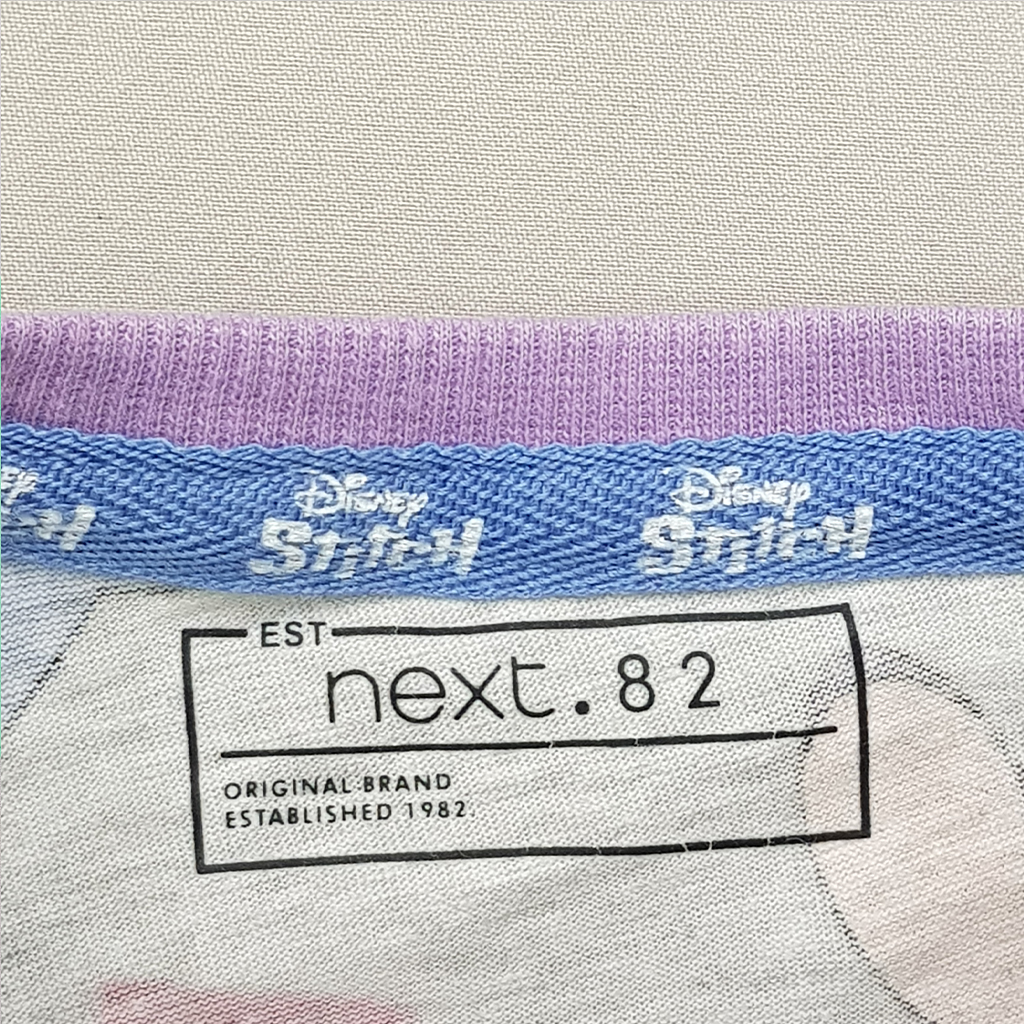 Disney Disney
Stitch Stitch
EST
next.82
ORIGINAL BRAND
ESTABLISHED 1982